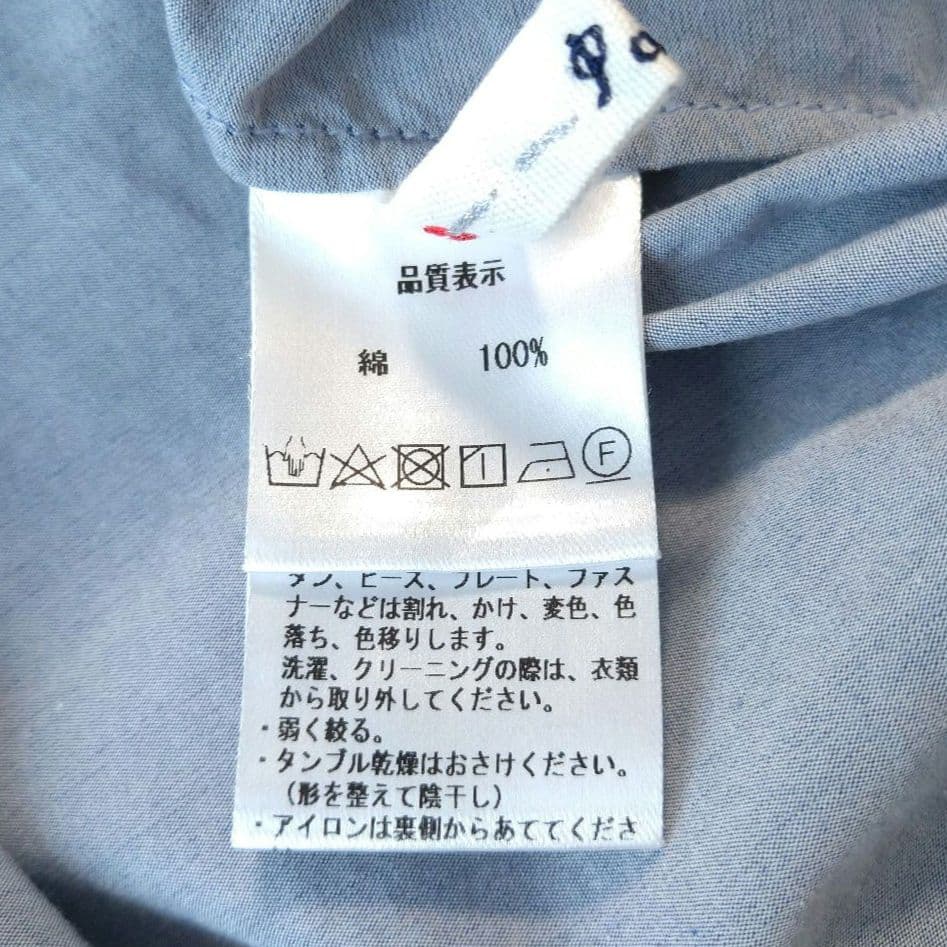 品質表示
綿 100%
F
タン、ビーズ、プレート、ファス
ナーなどは割れ、かけ、変色、色
落ち、色移りします。
洗濯、クリーニングの際は、衣類
から取り外してください。
・弱く絞る。
・タンブル乾燥はおさけください。
(形を整えて陰干し)
・アイロンは裏側からあててくださ